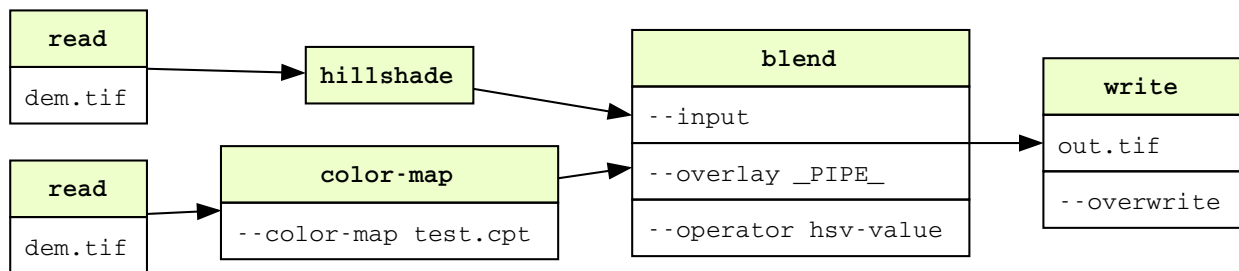 read
dem.tif
hillshade
read
dem.tif
color-map
--color-map test.cpt
blend
--input
--overlay _PIPE_
--operator hsv-value
write
out.tif
--overwrite